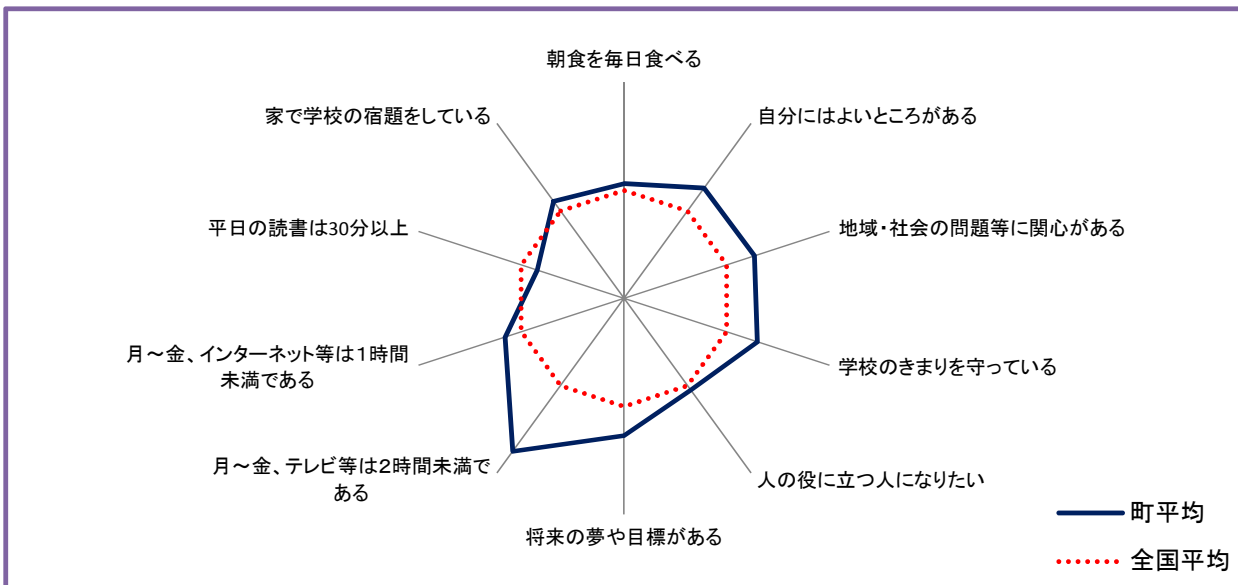 朝食を毎日食べる
自分にはよいところがある
地域・社会の問題等に関心がある
学校のきまりを守っている
人の役に立つ人になりたい
将来の夢や目標がある
月～金、テレビ等は２時間未満で
ある
月～金、インターネット等は１時間
未満である
平日の読書は30分以上
家で学校の宿題をしている
町平均
全国平均